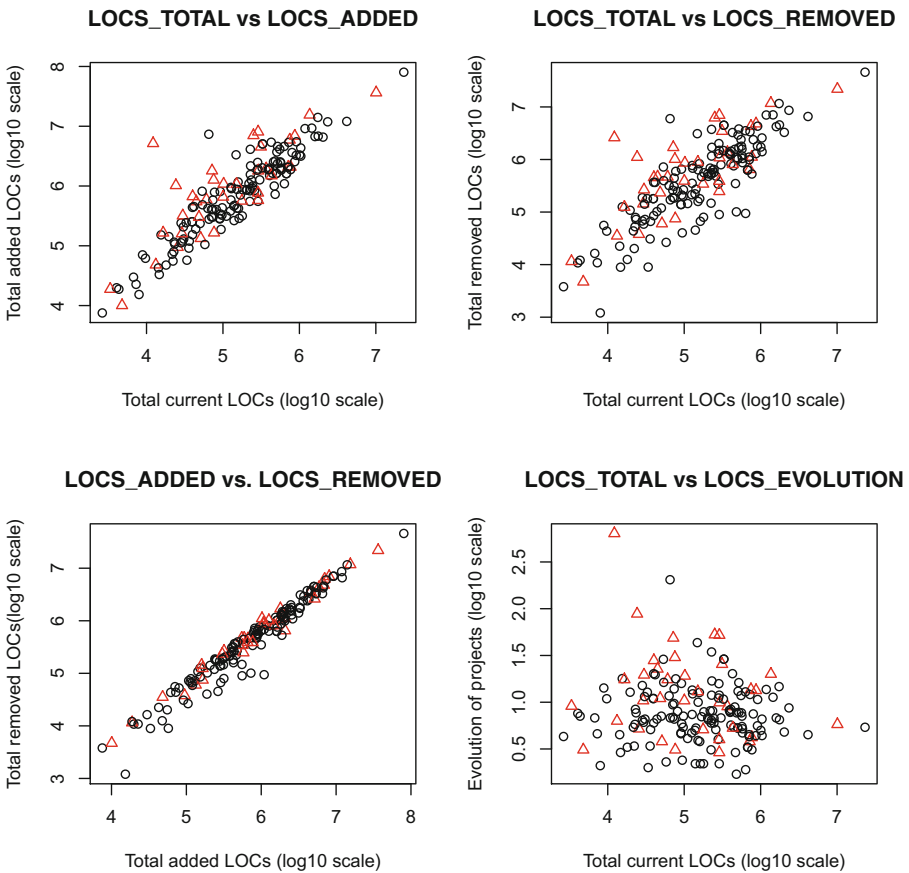 LOCS_TOTAL vs LOCS_ADDED
Total added LOCs (log10 scale)
8
7
6
5
4
4 5 6 7
Total current LOCs (log10 scale)
LOCS_TOTAL vs LOCS_REMOVED
Total removed LOCs (log10 scale)
7
6
5
4
3
4 5 6 7
Total current LOCs (log10 scale)
LOCS_ADDED vs. LOCS_REMOVED
Total removed LOCs(log10 scale)
7
6
5
4
3
4 5 6 7 8
Total added LOCs (log10 scale)
LOCS_TOTAL vs LOCS_EVOLUTION
Evolution of projects (log10 scale)
2.5
2.0
1.5
1.0
0.5
4 5 6 7
Total current LOCs (log10 scale)